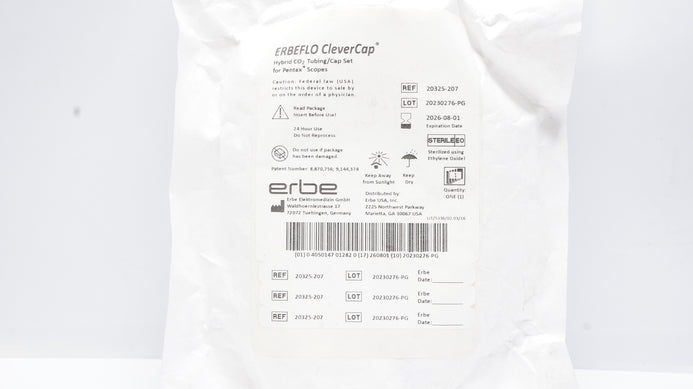 ERBEFLO CleverCap®
Hybrid CO2 Tubing/Cap Set
for Pentax® Scopes
Caution: Federal law (USA)
restricts this device to sale by
or on the order of a physician.
Read Package
Insert Before Use!
24 Hour Use
Do Not Reprocess
Do not use if package
has been damaged.
Patent Number: 8,870,756; 9,144,374
REF 20325-207
LOT 20230276-PG
2026-08-01
Expiration Date
STERILE EO
Sterilized using
Ethylene Oxide!
Keep Away
from Sunlight
Keep
Dry
Quantity:
ONE (1)
erbe
Erbe Elektromedizin GmbH
Waldhoernlestrasse 17
72072 Tuebingen, Germany
Distributed by:
Erbe USA, Inc.
2225 Northwest Parkway
Marietta, GA 30067 USA
(01) 0 4050147 01282 0 (17) 260801 (10) 20230276-PG
REF 20325-207 LOT 20230276-PG Erbe
Date:
REF 20325-207 LOT 20230276-PG Erbe
Date:
REF 20325-207 LOT 20230276-PG Erbe
Date: